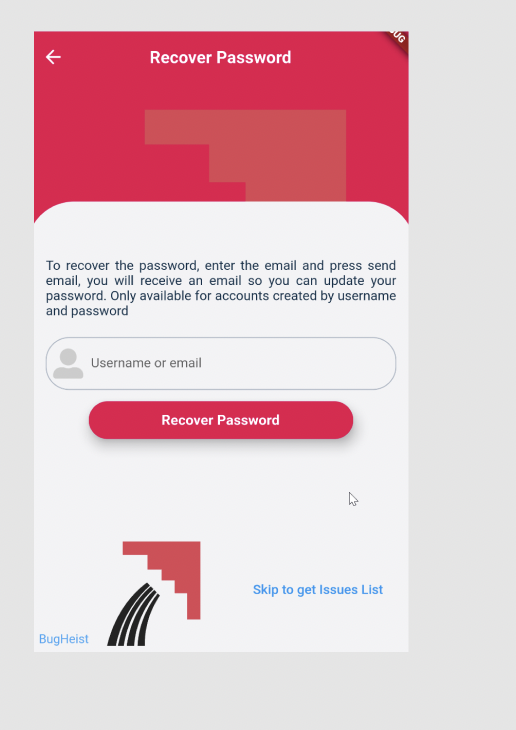 Recover Password
To recover the password, enter the email and press send
email, you will receive an email so you can update your
password. Only available for accounts created by username
and password
Username or email
Recover Password
Skip to get Issues List
BugHeist